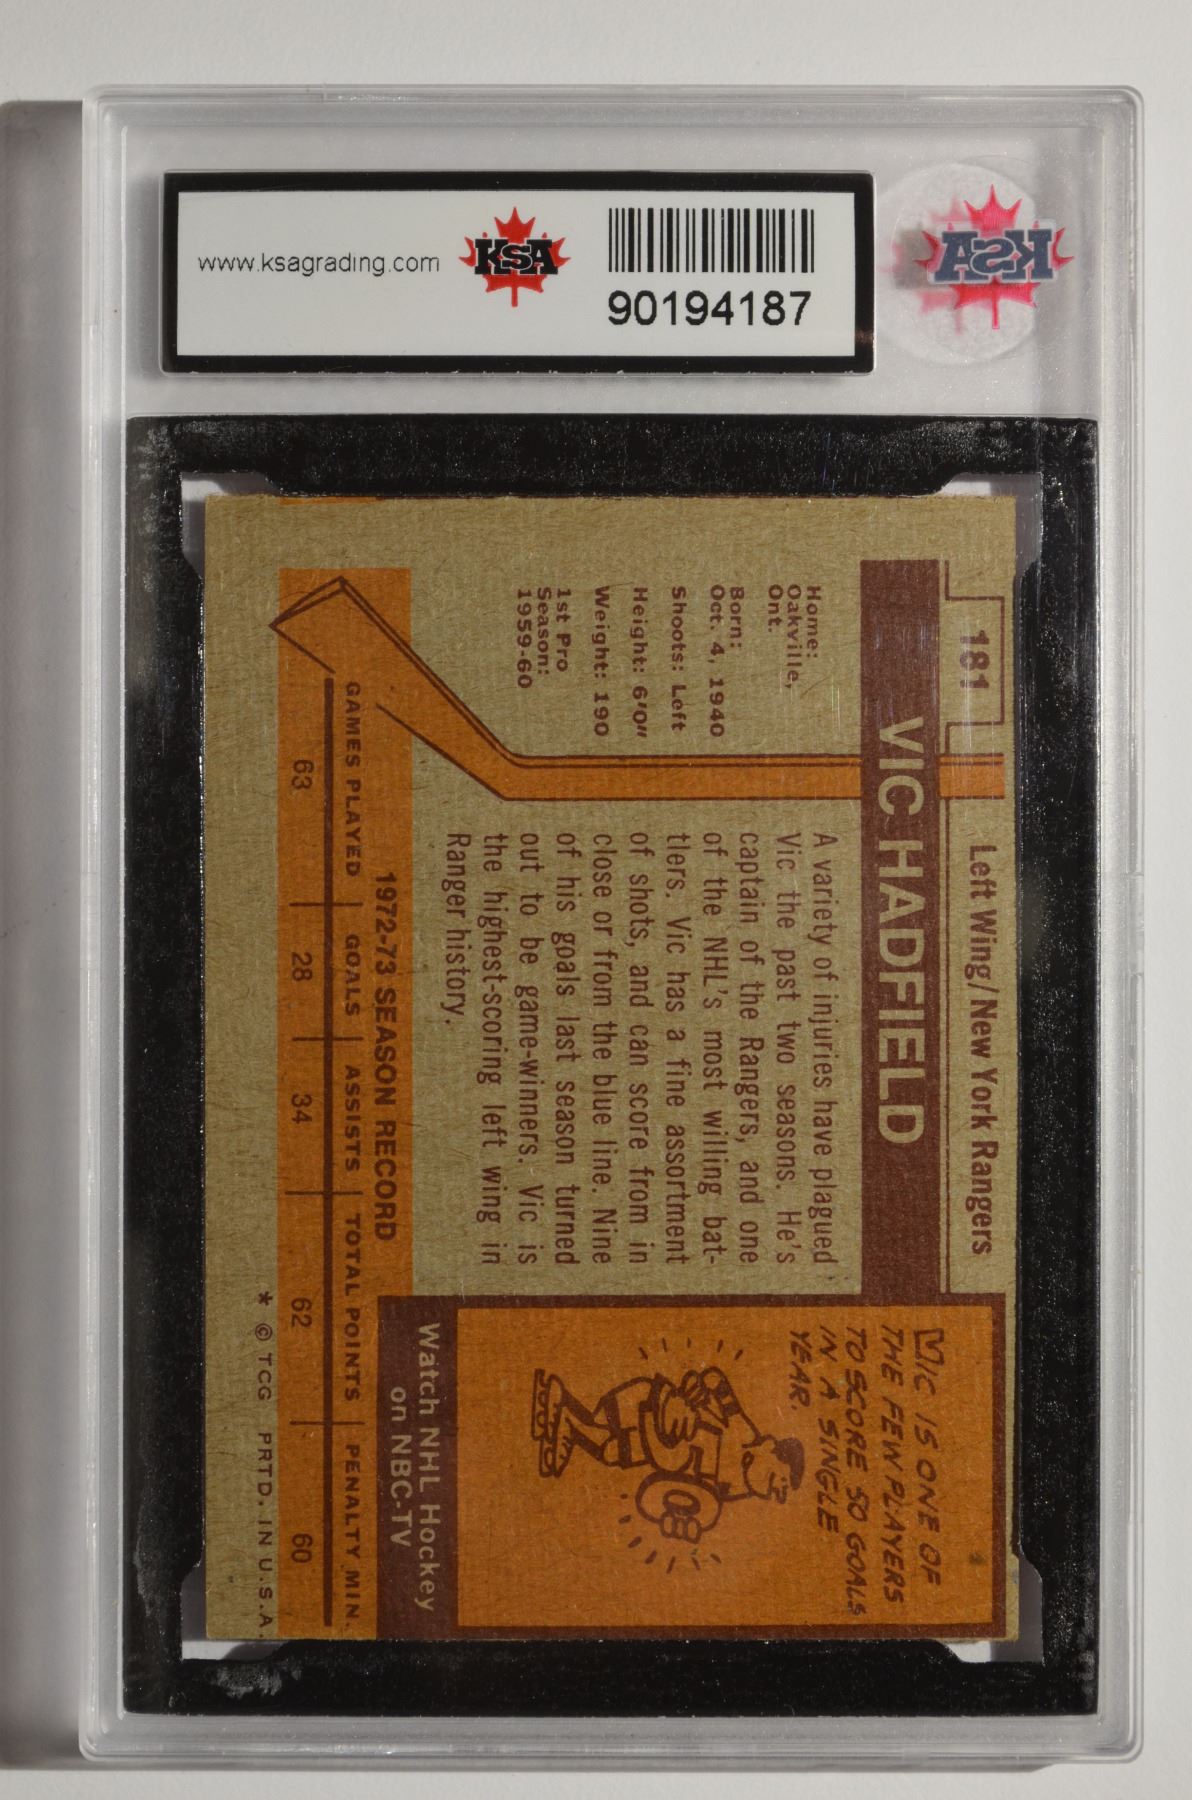 www.ksagrading.com
KSA
90194187
KSA
181
Left Wing/New York Rangers
VIC HADFIELD
Home:
Oakville,
Ont.
Born:
Oct. 4, 1940
Shoots: Left
Height: 6'0"
Weight: 190
1st Pro
Season:
1959-60
A variety of injuries have plagued
Vic the past two seasons. He's
captain of the Rangers, and one
of the NHL's most willing bat-
tlers. Vic has a fine assortment
of shots, and can score from in
close or from the blue line. Nine
of his goals last season turned
out to be game-winners. Vic is
the highest-scoring left wing in
Ranger history.
VIC IS ONE OF
THE FEW PLAYERS
TO SCORE 50 GOALS
IN A SINGLE
YEAR.
50
Watch NHL Hockey
on NBC-TV
1972-73 SEASON RECORD
GAMES PLAYED GOALS ASSISTS TOTAL POINTS PENALTY MIN.
63 28 34 62 60
* © TCG PRTD. IN U.S.A.